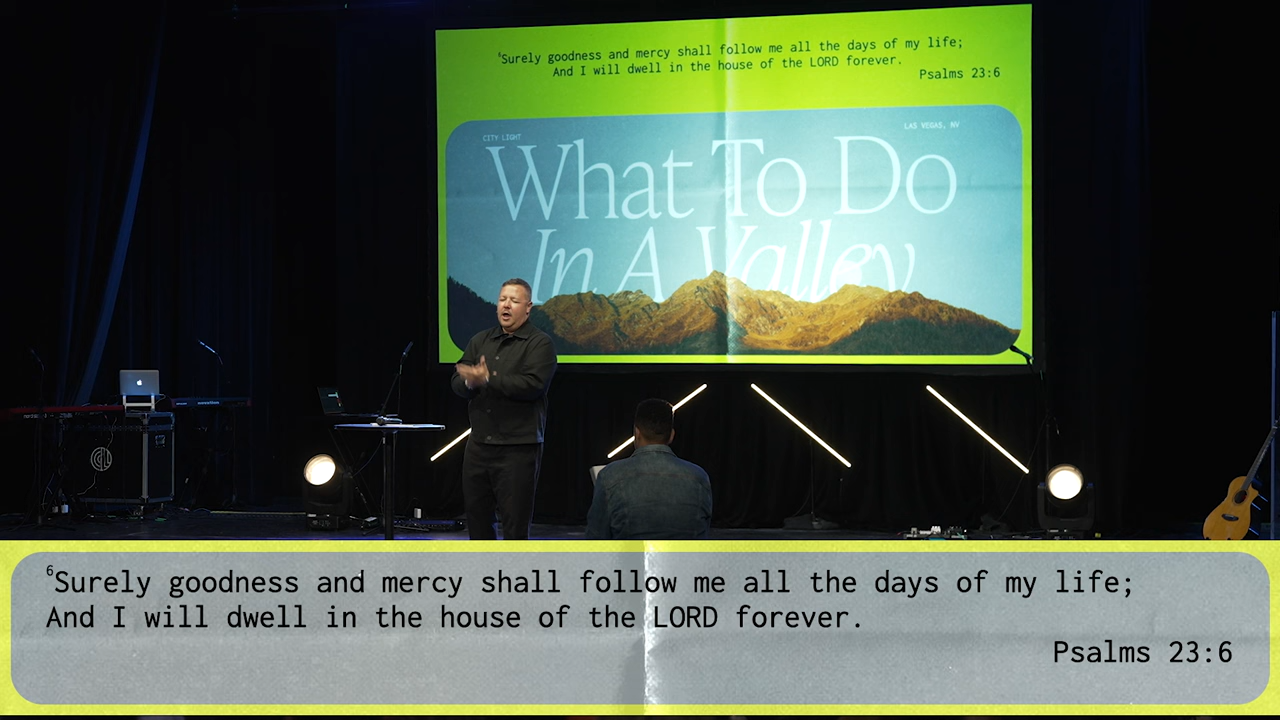 ⁶Surely goodness and mercy shall follow me all the days of my life;
And I will dwell in the house of the LORD forever.
Psalms 23:6
CITY LIGHT
LAS VEGAS, NV
What To Do
In A Valley
⁶Surely goodness and mercy shall follow me all the days of my life;
And I will dwell in the house of the LORD forever.
Psalms 23:6